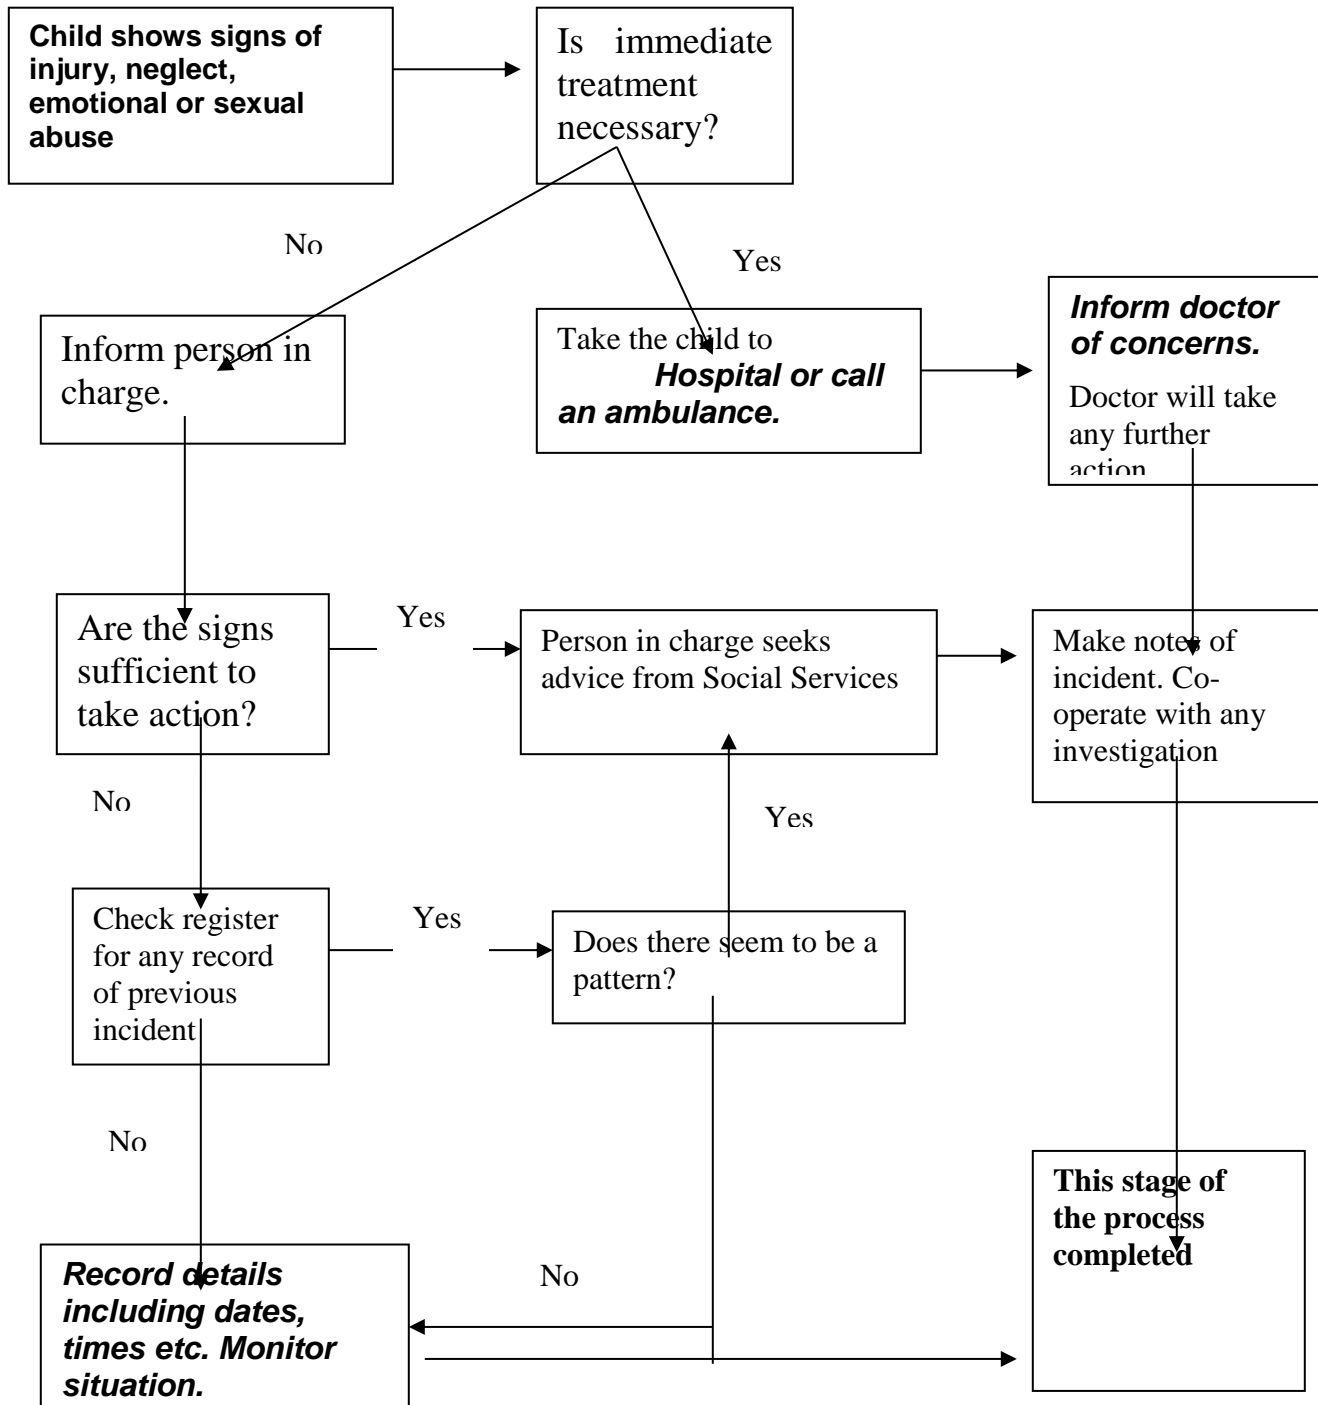 Child shows signs of
injury, neglect,
emotional or sexual
abuse
Is immediate
treatment
necessary?
No
Yes
Inform person in
charge.
Take the child to
Hospital or call
an ambulance.
Inform doctor
of concerns.
Doctor will take
any further
action
Are the signs
sufficient to
take action?
Yes
Person in charge seeks
advice from Social Services
Make notes of
incident. Co-
operate with any
investigation
No
Yes
Check register
for any record
of previous
incident
Yes
Does there seem to be a
pattern?
No
This stage of
the process
completed
Record details
including dates,
times etc. Monitor
situation.
No